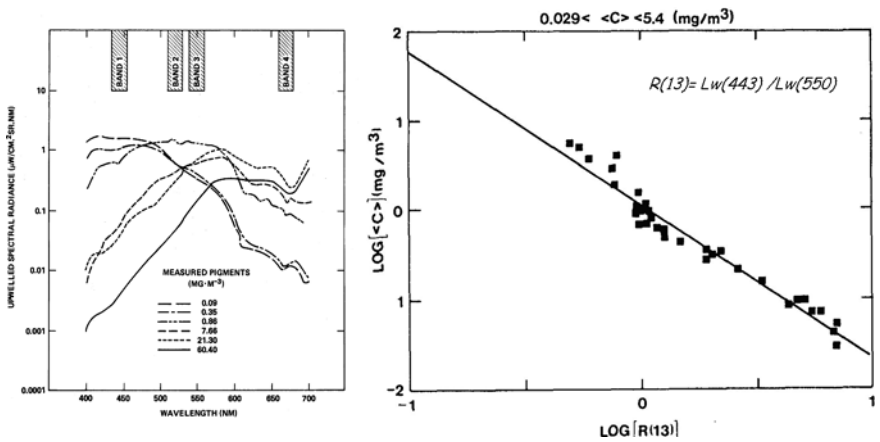 BAND 1
BAND 2
BAND 3
BAND 4
UPWELLED SPECTRAL RADIANCE (μW/CM.²SR.NM)
10
1
0.1
0.01
0.001
0.0001
MEASURED PIGMENTS
(MG·M⁻³)
0.09
0.35
0.86
7.66
21.30
60.40
400 450 500 550 600 650 700
WAVELENGTH (NM)
0.029< <C> <5.4 (mg/m³)
R(13)= Lw(443) /Lw(550)
LOG[<C>](mg/m³)
2
1
0
1
-2
-1 0 1
LOG[R(13)]